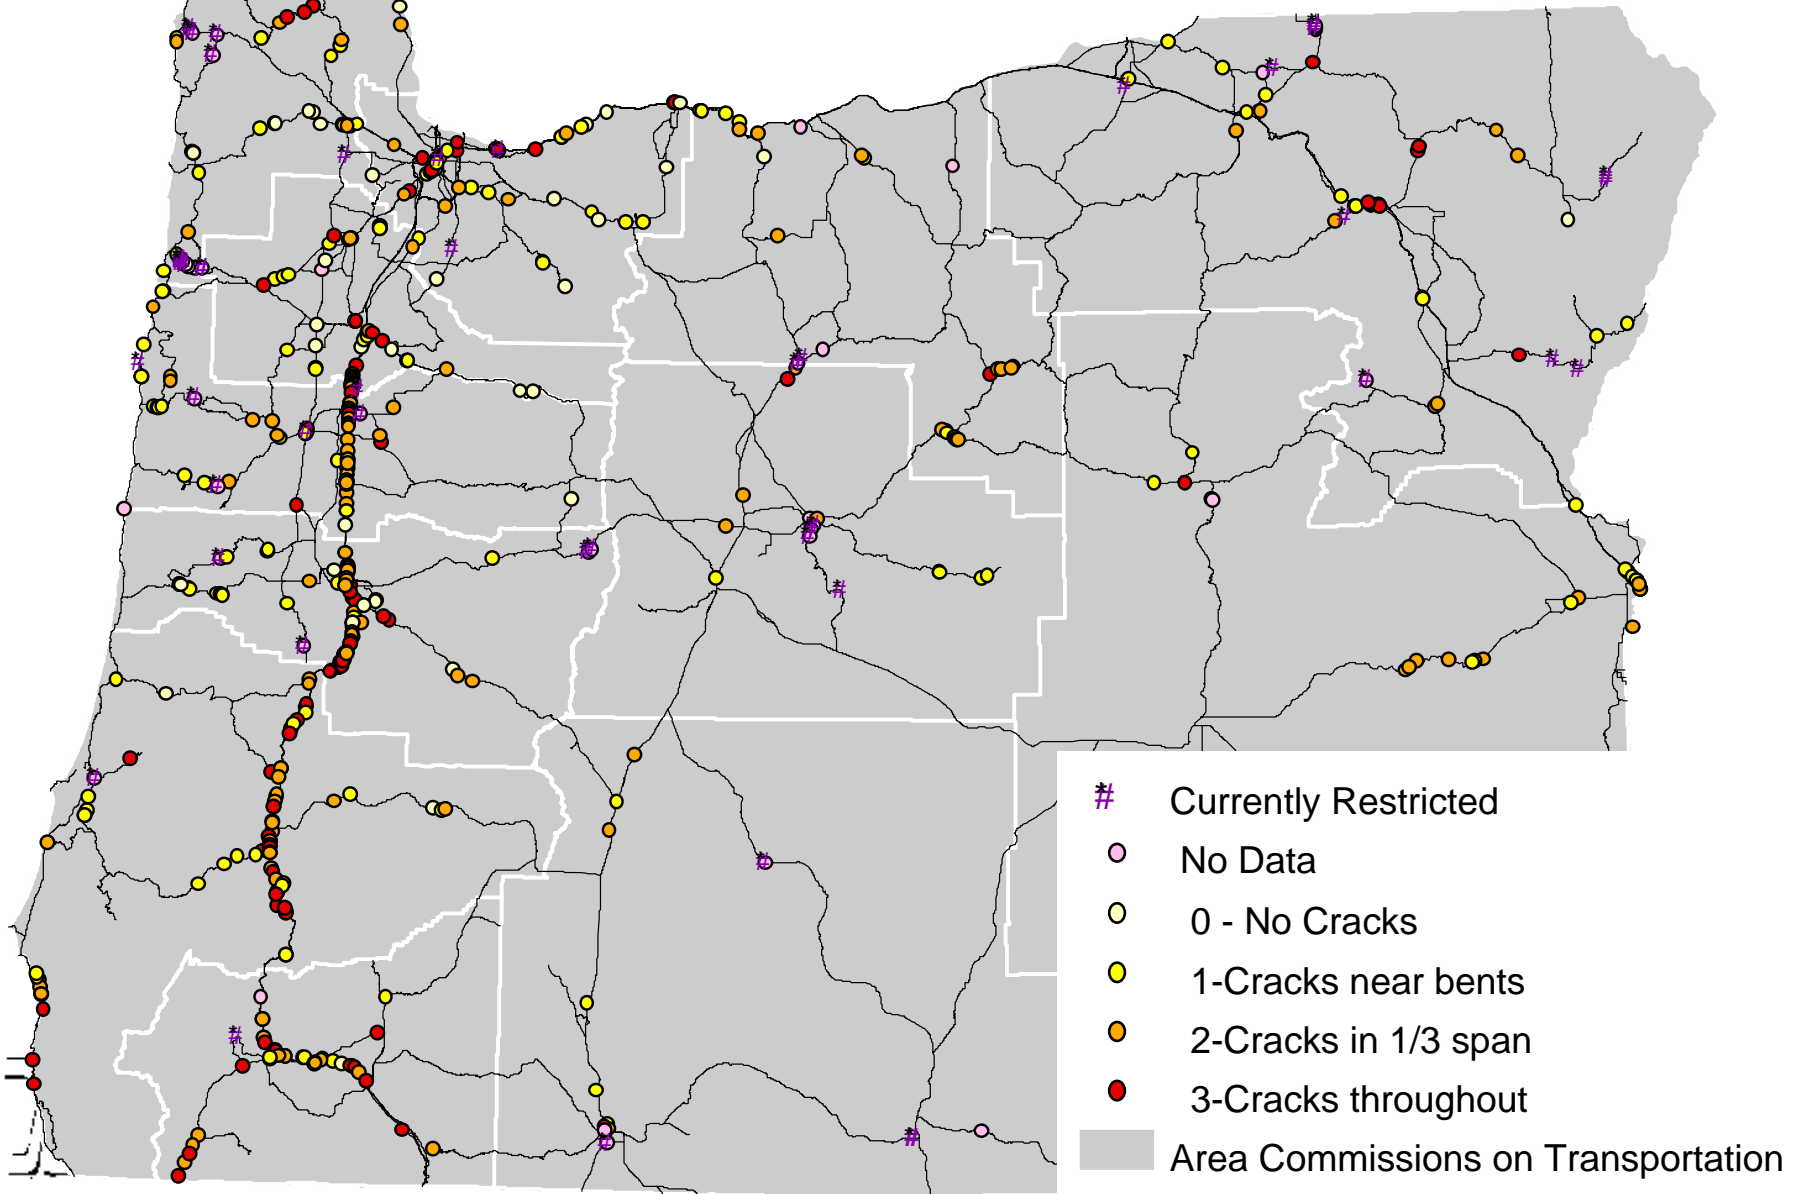 Currently Restricted
No Data
0 - No Cracks
1-Cracks near bents
2-Cracks in 1/3 span
3-Cracks throughout
Area Commissions on Transportation